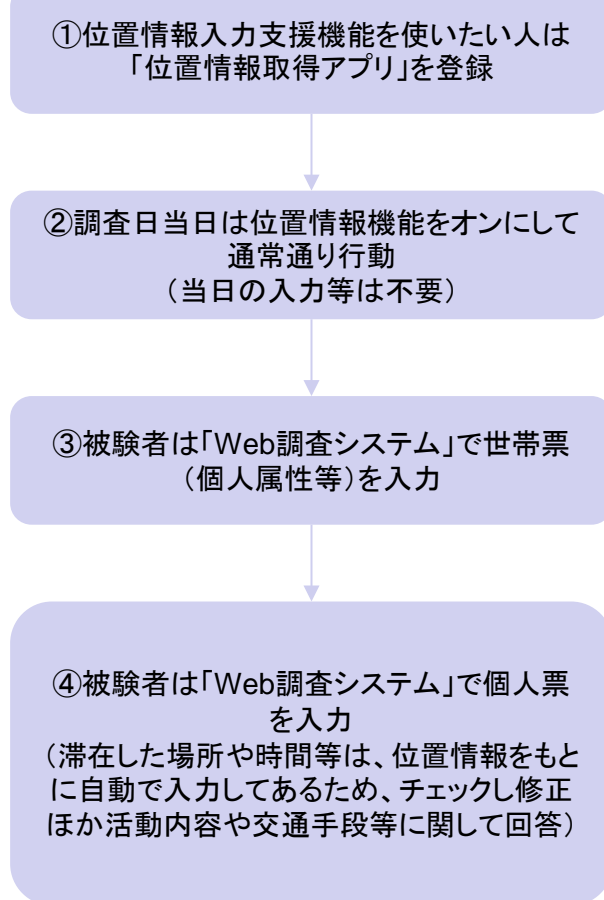 ①位置情報入力支援機能を使いたい人は
「位置情報取得アプリ」を登録
②調査日当日は位置情報機能をオンにして
通常通り行動
（当日の入力等は不要）
③被験者は「Web調査システム」で世帯票
（個人属性等）を入力
④被験者は「Web調査システム」で個人票
を入力
（滞在した場所や時間等は、位置情報をもと
に自動で入力してあるため、チェックし修正
ほか活動内容や交通手段等に関して回答）